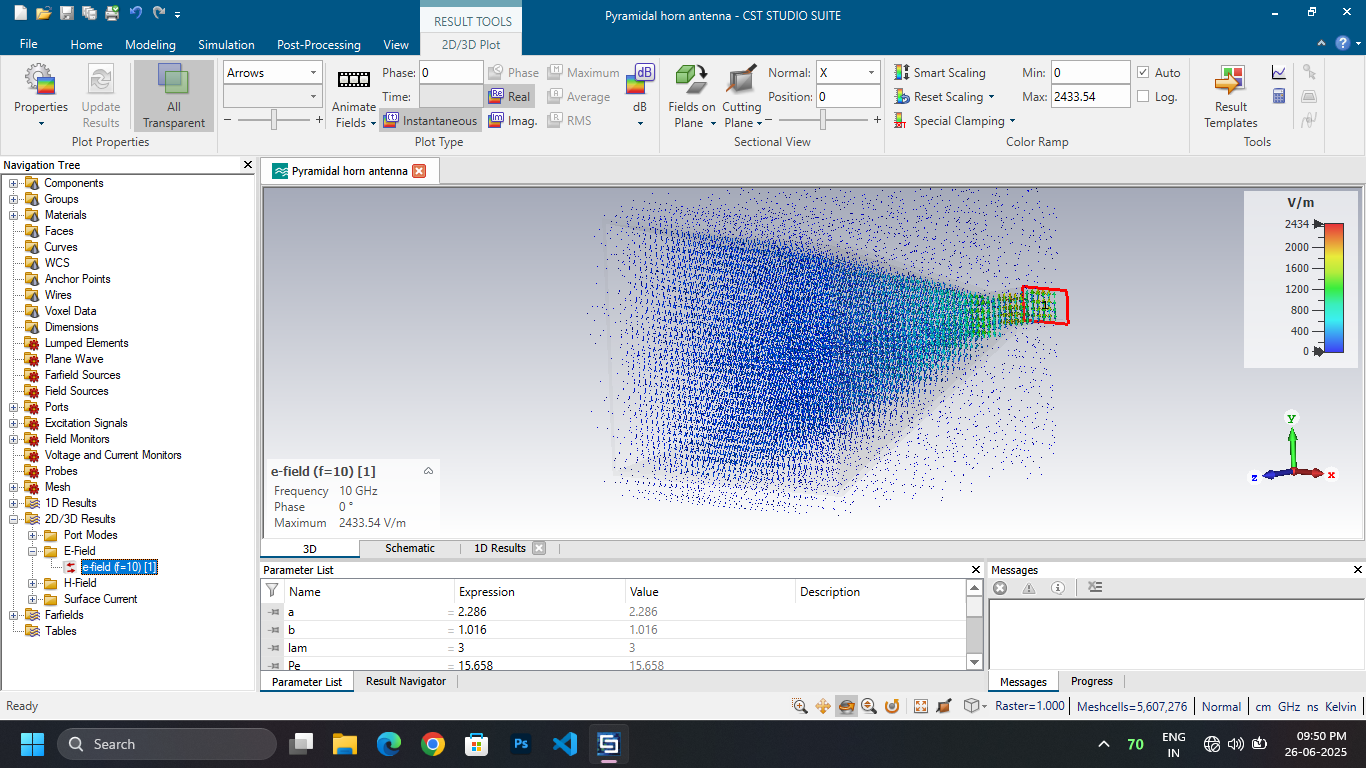 Pyramidal horn antenna - CST STUDIO SUITE
RESULT TOOLS
File Home Modeling Simulation Post-Processing View 2D/3D Plot
Properties
Update Results
All Transparent
Plot Properties
Arrows
Animate Fields
Phase: 0
Time:
Instantaneous
Phase
Real
Imag.
Maximum
Average
RMS
dB
dB
Plot Type
Fields on Plane
Cutting Plane
Normal: X
Position: 0
Sectional View
Smart Scaling
Reset Scaling
Special Clamping
Min: 0
Max: 2433.54
Auto
Log.
Color Ramp
Result Templates
Tools
Navigation Tree
Components
Groups
Materials
Faces
Curves
WCS
Anchor Points
Wires
Voxel Data
Dimensions
Lumped Elements
Plane Wave
Farfield Sources
Field Sources
Ports
Excitation Signals
Field Monitors
Voltage and Current Monitors
Probes
Mesh
1D Results
2D/3D Results
Port Modes
E-Field
e-field (f=10) [1]
H-Field
Surface Current
Farfields
Tables
Pyramidal horn antenna
1
V/m
2434
2000
1600
1200
800
400
0
y
z
x
e-field (f=10) [1]
Frequency 10 GHz
Phase 0 °
Maximum 2433.54 V/m
3D Schematic 1D Results
Parameter List
Name Expression Value Description
a = 2.286 2.286
b = 1.016 1.016
lam = 3 3
Pe = 15.658 15.658
Parameter List Result Navigator
Messages
Messages Progress
Ready
Raster=1.000 Meshcells=5,607,276 Normal cm GHz ns Kelvin
Search
Ps
70
ENG
IN
09:50 PM
26-06-2025